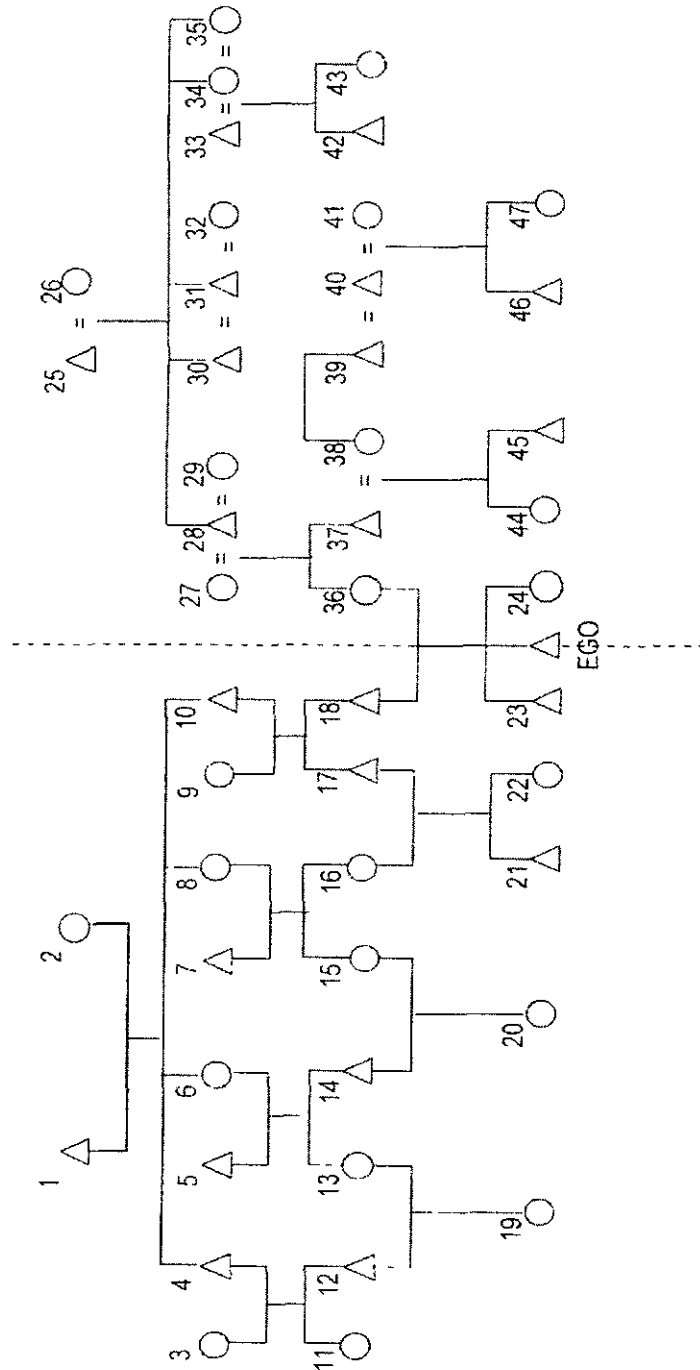 1 2 25 26
=
3 4 5 6 7 8 9 10 27 28 29 30 31 32 33 34 35
= = = = = =
11 12 13 14 15 16 17 18 36 37 38 39 40 41 42 43
= = =
19 20 21 22 23 24 44 45 46 47
EGO